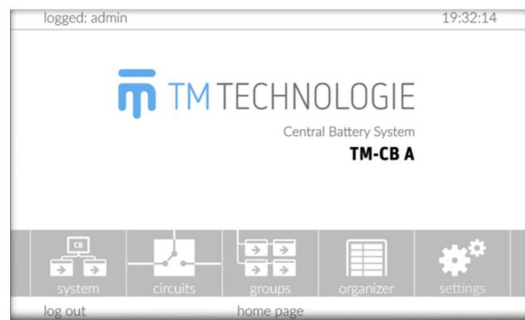 logged: admin 19:32:14
TM TECHNOLOGIE
Central Battery System
TM-CB A
CB
system circuits groups organizer settings
log out home page